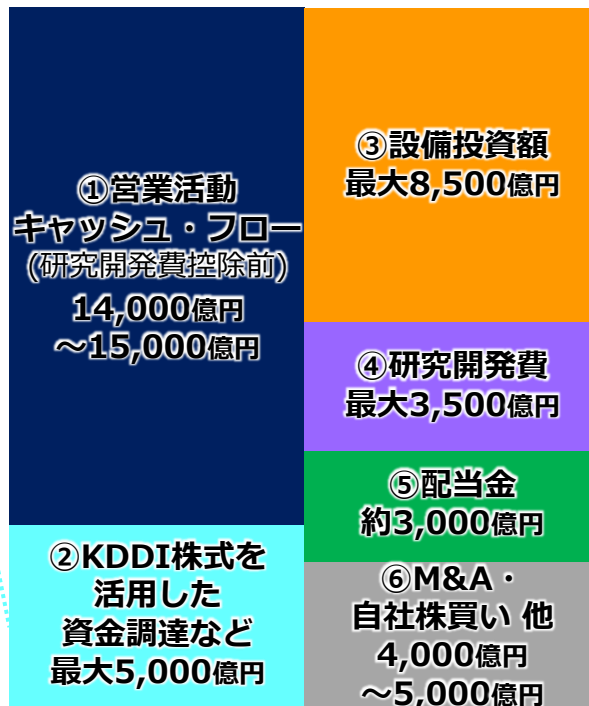 ①営業活動
キャッシュ・フロー
(研究開発費控除前)
14,000億円
～15,000億円
②KDDI株式を
活用した
資金調達など
最大5,000億円
③設備投資額
最大8,500億円
④研究開発費
最大3,500億円
⑤配当金
約3,000億円
⑥M&A・
自社株買い 他
4,000億円
～5,000億円